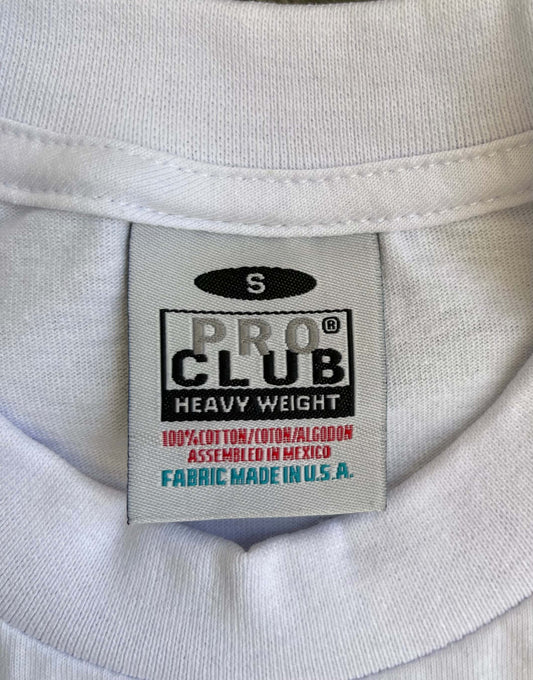 S
PRO®
CLUB
HEAVY WEIGHT
100%COTTON/COTON/ALGODON
ASSEMBLED IN MEXICO
FABRIC MADE IN U.S.A.